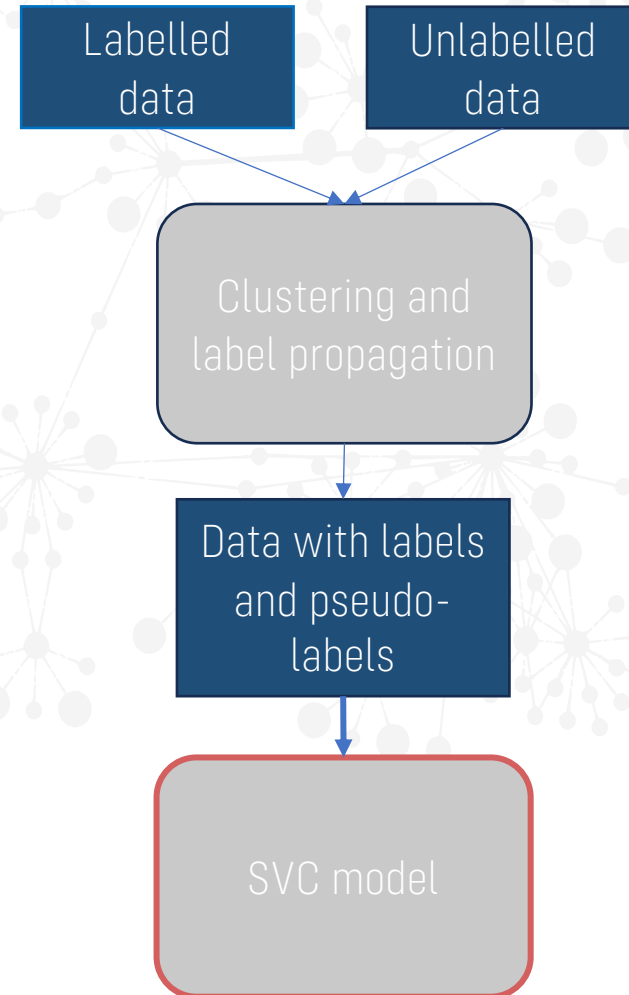 Labelled
data
Unlabelled
data
Clustering and
label propagation
Data with labels
and pseudo-
labels
SVC model